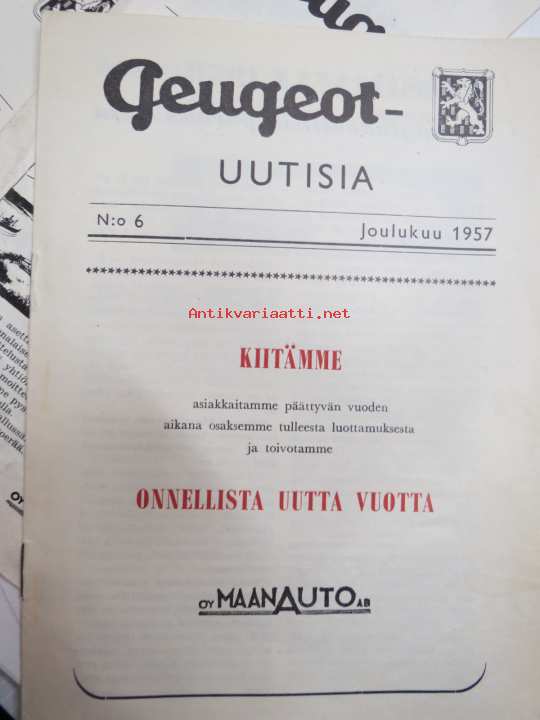 Peugeot-
UUTISIA
N:o 6 Joulukuu 1957
Antikvariaatti.net
KIITÄMME
asiakkaitamme päättyvän vuoden
aikana osaksemme tulleesta luottamuksesta
ja toivotamme
ONNELLISTA UUTTA VUOTTA
OY MAANAUTO AB
OY